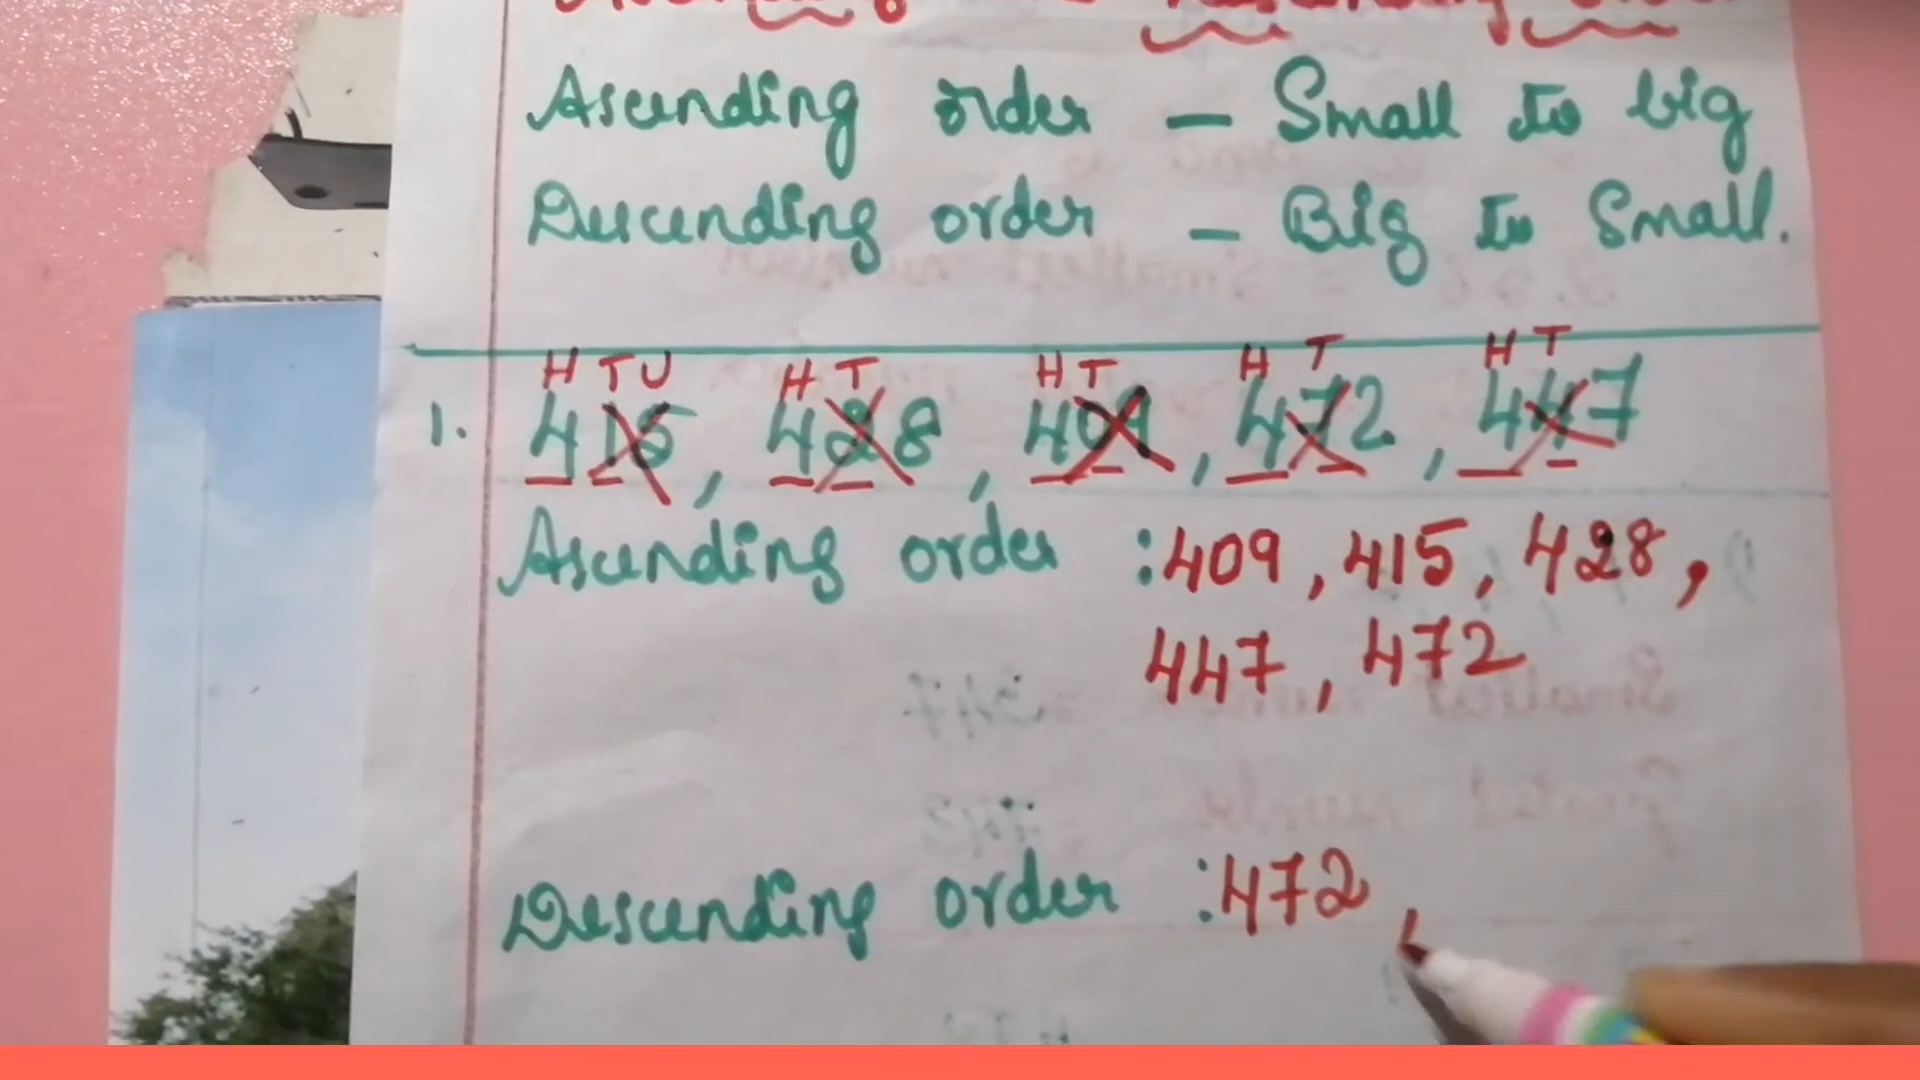 Ascending order – Small to big
Descending order – Big to Small.
H T U H T H T H T H T
1. 415, 428, 409, 472, 447
Ascending order : 409, 415, 428,
447, 472
Descending order : 472,